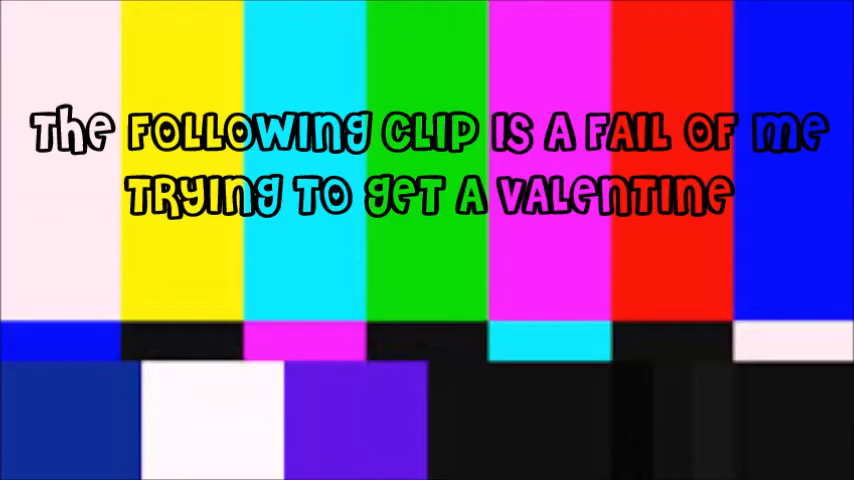 The FOLLOWING CLIP IS A FAIL OF me
TRYING TO geT A VALENTINE